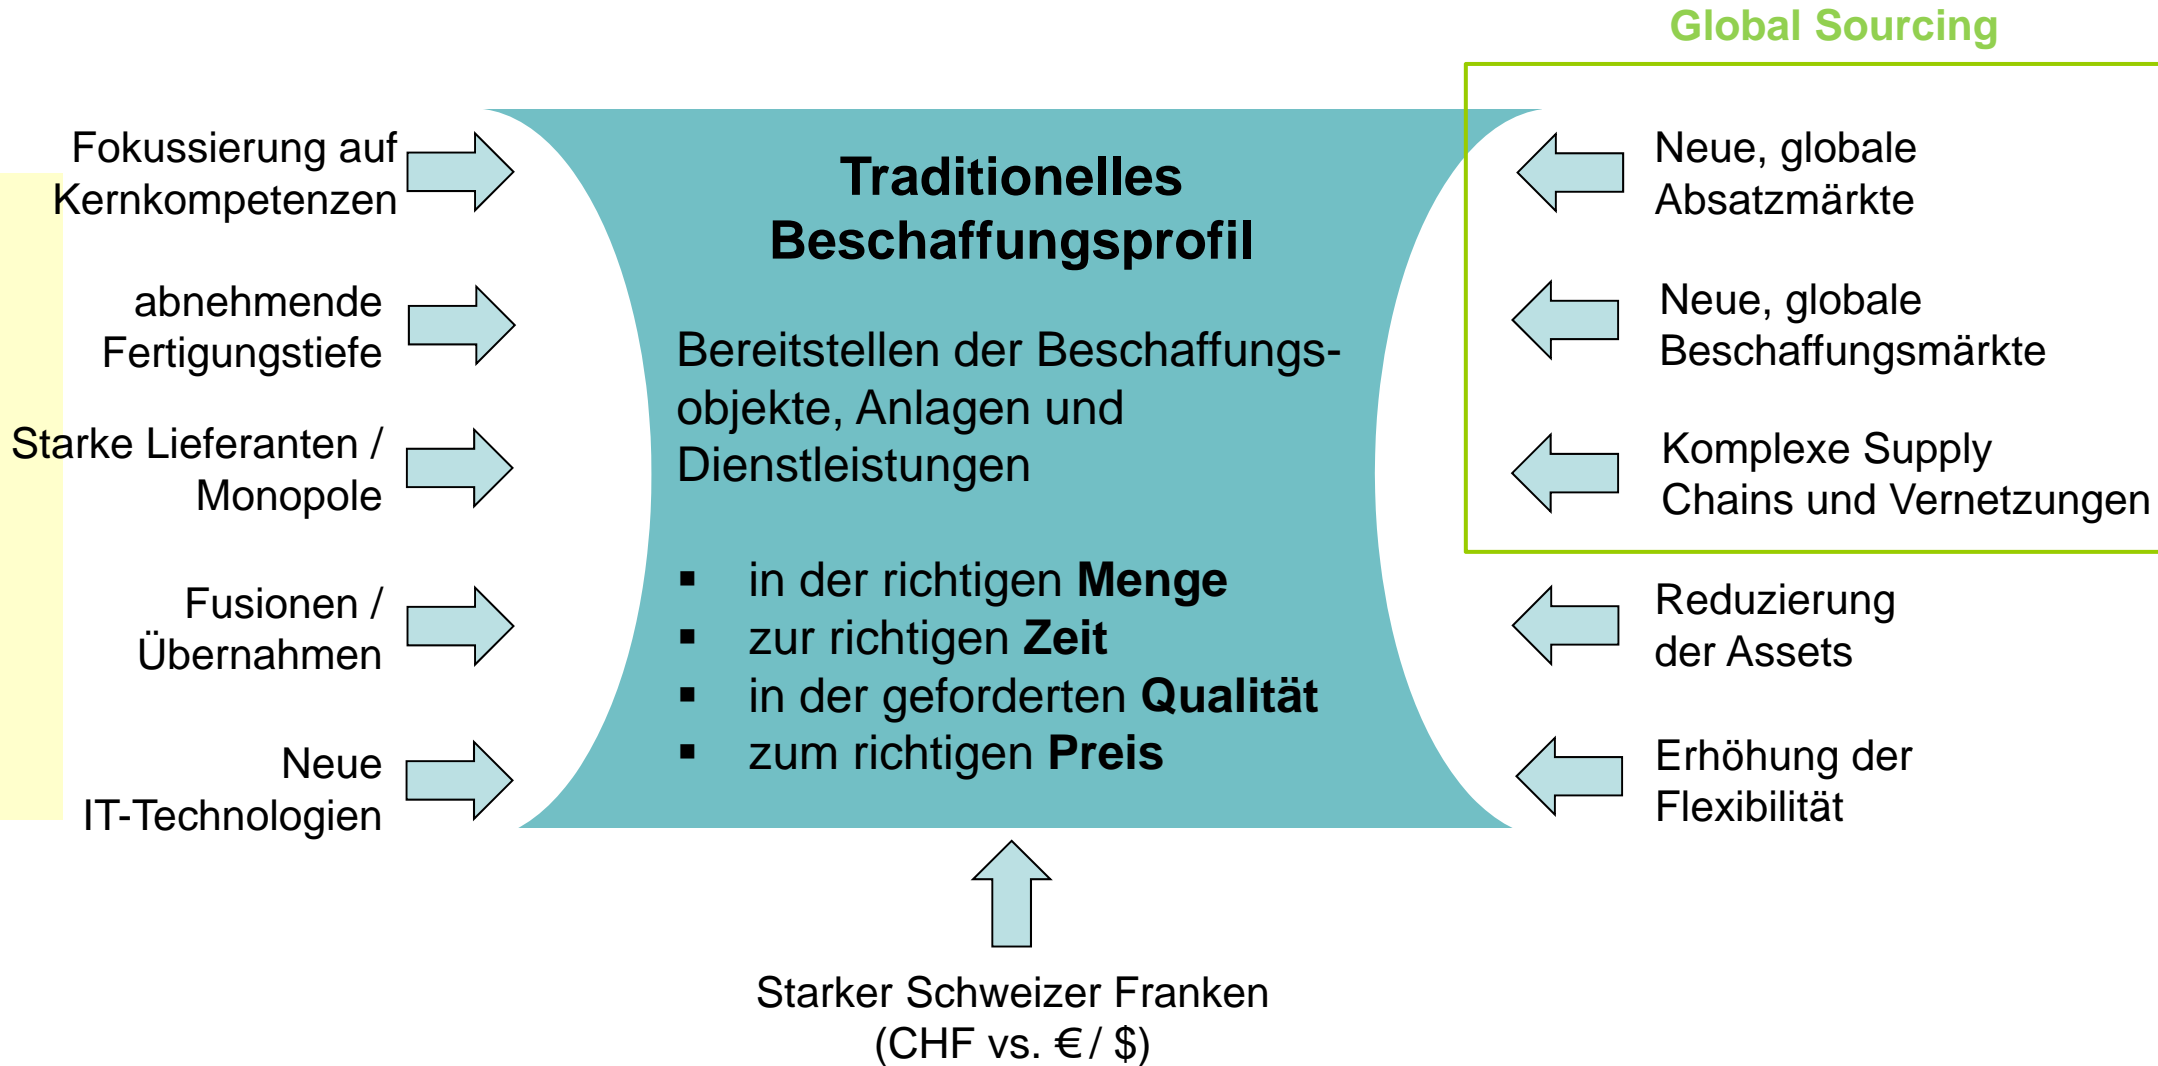 Global Sourcing
Fokussierung auf
Kernkompetenzen
abnehmende
Fertigungstiefe
Starke Lieferanten /
Monopole
Fusionen /
Übernahmen
Neue
IT-Technologien
Traditionelles
Beschaffungsprofil
Bereitstellen der Beschaffungs-
objekte, Anlagen und
Dienstleistungen
▪ in der richtigen Menge
▪ zur richtigen Zeit
▪ in der geforderten Qualität
▪ zum richtigen Preis
Neue, globale
Absatzmärkte
Neue, globale
Beschaffungsmärkte
Komplexe Supply
Chains und Vernetzungen
Reduzierung
der Assets
Erhöhung der
Flexibilität
Starker Schweizer Franken
(CHF vs. € / $)